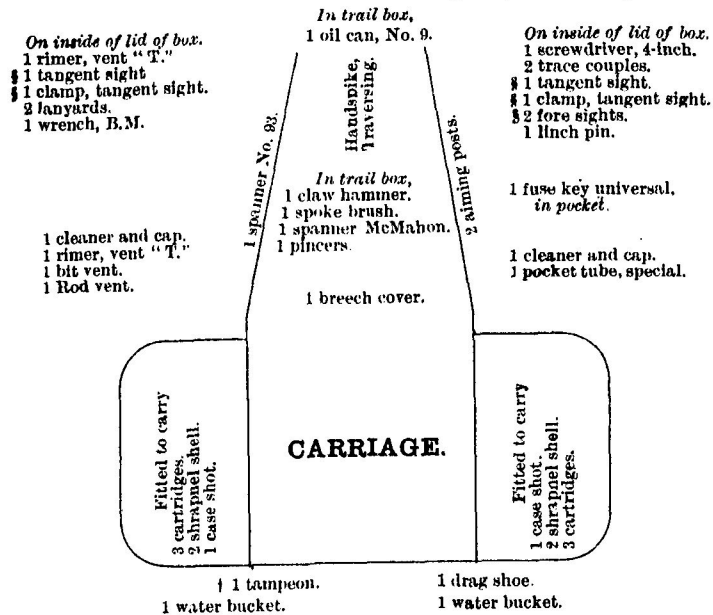 In trail box,
1 oil can, No. 9.
On inside of lid of box.
1 rimer, vent "T."
§ 1 tangent sight
§ 1 clamp, tangent sight.
2 lanyards.
1 wrench, B.M.
On inside of lid of box.
1 screwdriver, 4-inch.
2 trace couples.
§ 1 tangent sight.
§ 1 clamp, tangent sight.
§ 2 fore sights.
1 linch pin.
Handspike,
Traversing.
1 spanner No. 93.
2 aiming posts.
In trail box,
1 claw hammer.
1 spoke brush.
1 spanner McMahon.
1 pincers.
1 fuse key universal,
in pocket.
1 cleaner and cap.
1 rimer, vent "T."
1 bit vent.
1 Rod vent.
1 cleaner and cap.
1 pocket tube, special.
1 breech cover.
Fitted to carry
3 cartridges.
2 shrapnel shell.
1 case shot.
CARRIAGE.
Fitted to carry
1 case shot.
2 shrapnel shell.
3 cartridges.
† 1 tampeon.
1 water bucket.
1 drag shoe.
1 water bucket.